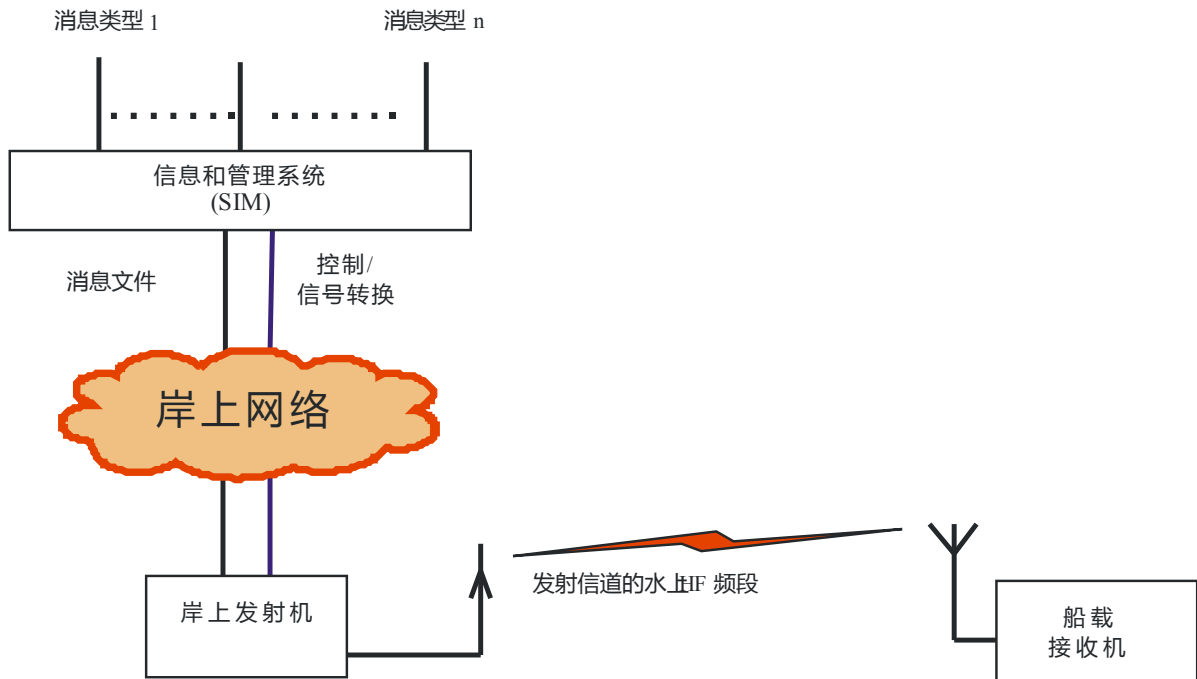 消息类型 1
消息类型 n
信息和管理系统
(SIM)
消息文件
控制/
信号转换
岸上网络
发射信道的水上HF 频段
岸上发射机
船载
接收机